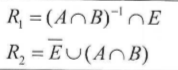 R₁ = (A ∩ B)⁻¹ ∩ E
R₂ = E̅ ∪ (A ∩ B)